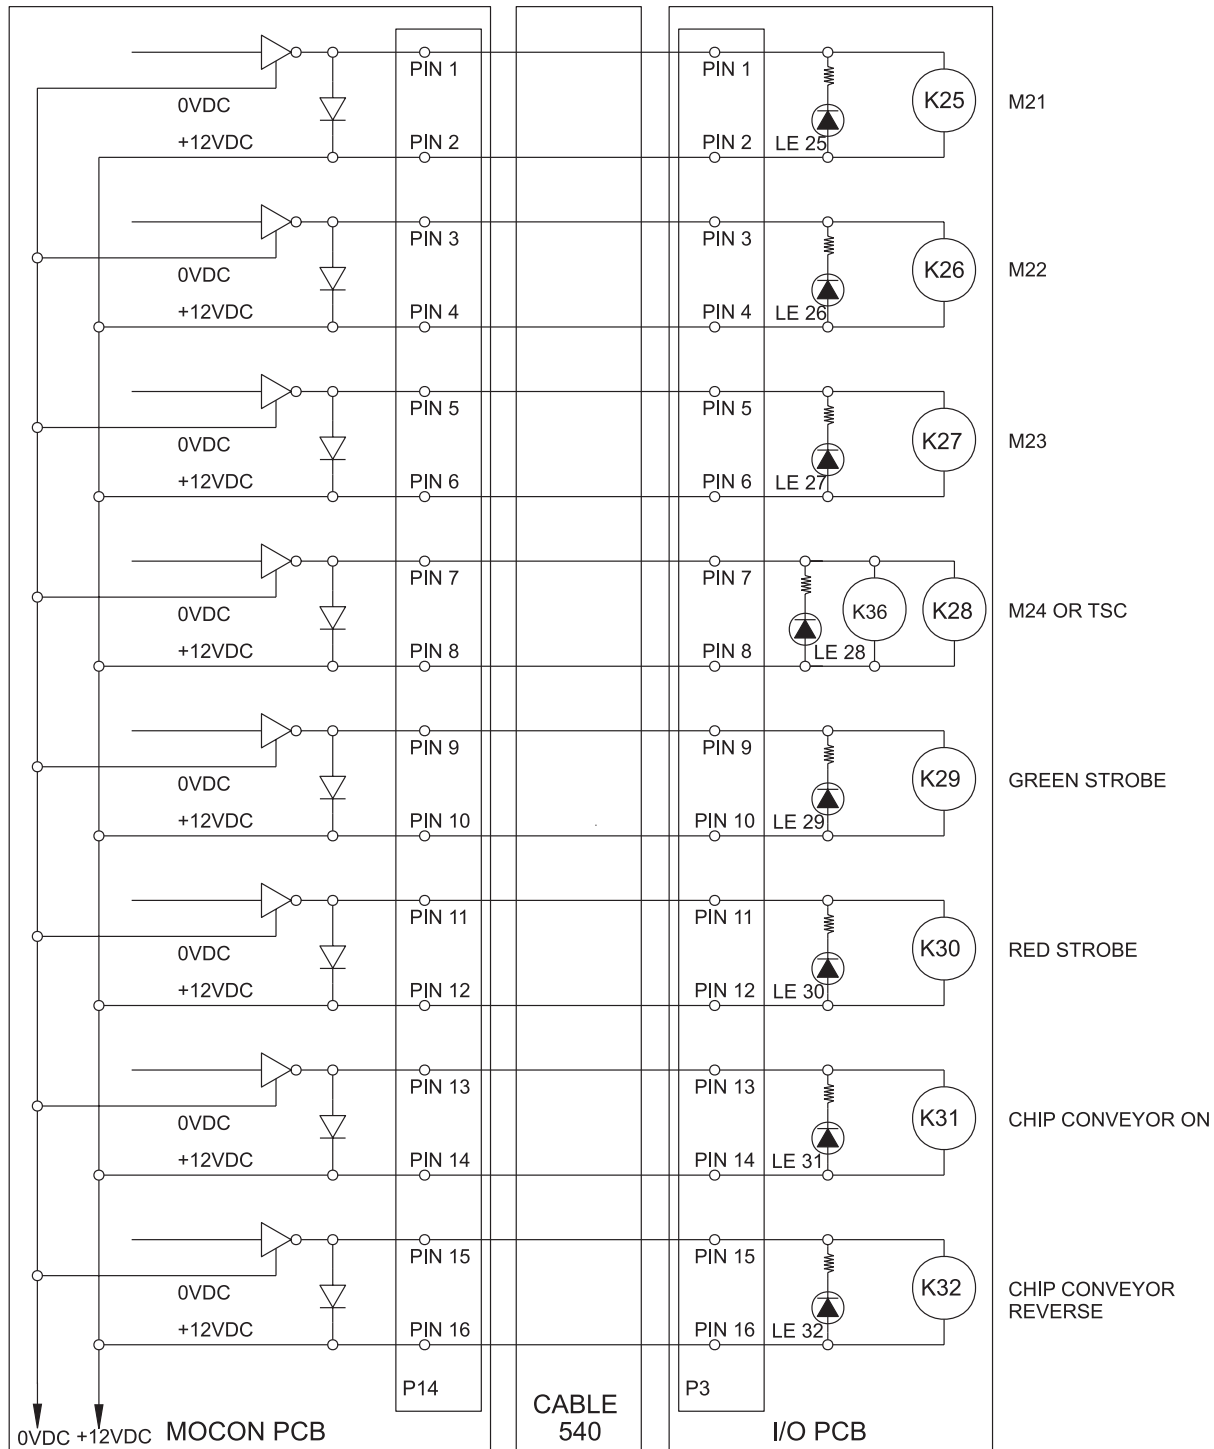 PIN 1 PIN 1
0VDC K25 M21
+12VDC PIN 2 PIN 2 LE 25
PIN 3 PIN 3
0VDC K26 M22
+12VDC PIN 4 PIN 4 LE 26
PIN 5 PIN 5
0VDC K27 M23
+12VDC PIN 6 PIN 6 LE 27
PIN 7 PIN 7
0VDC K36 K28 M24 OR TSC
+12VDC PIN 8 PIN 8 LE 28
PIN 9 PIN 9
0VDC K29 GREEN STROBE
+12VDC PIN 10 PIN 10 LE 29
PIN 11 PIN 11
0VDC K30 RED STROBE
+12VDC PIN 12 PIN 12 LE 30
PIN 13 PIN 13
0VDC K31 CHIP CONVEYOR ON
+12VDC PIN 14 PIN 14 LE 31
PIN 15 PIN 15
0VDC K32 CHIP CONVEYOR
REVERSE
+12VDC PIN 16 PIN 16 LE 32
P14 P3
CABLE
540
0VDC +12VDC MOCON PCB I/O PCB